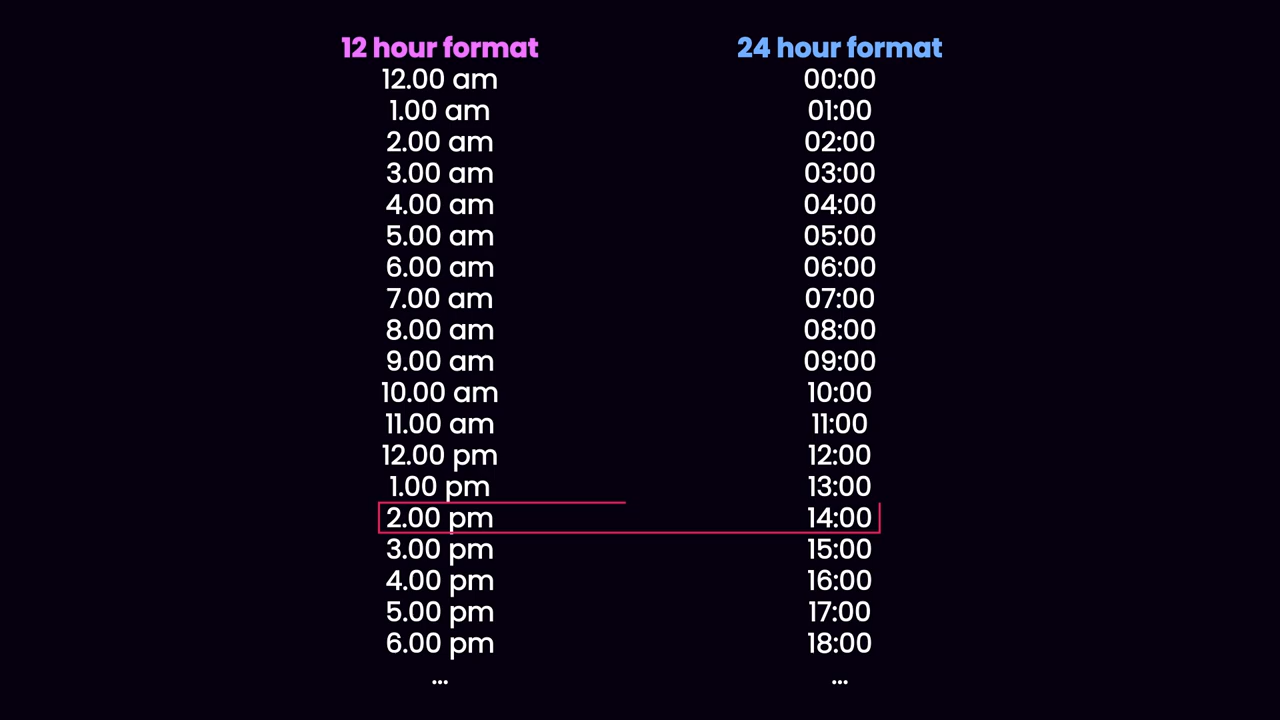 12 hour format 24 hour format
12.00 am 00:00
1.00 am 01:00
2.00 am 02:00
3.00 am 03:00
4.00 am 04:00
5.00 am 05:00
6.00 am 06:00
7.00 am 07:00
8.00 am 08:00
9.00 am 09:00
10.00 am 10:00
11.00 am 11:00
12.00 pm 12:00
1.00 pm 13:00
2.00 pm 14:00
3.00 pm 15:00
4.00 pm 16:00
5.00 pm 17:00
6.00 pm 18:00
... ...